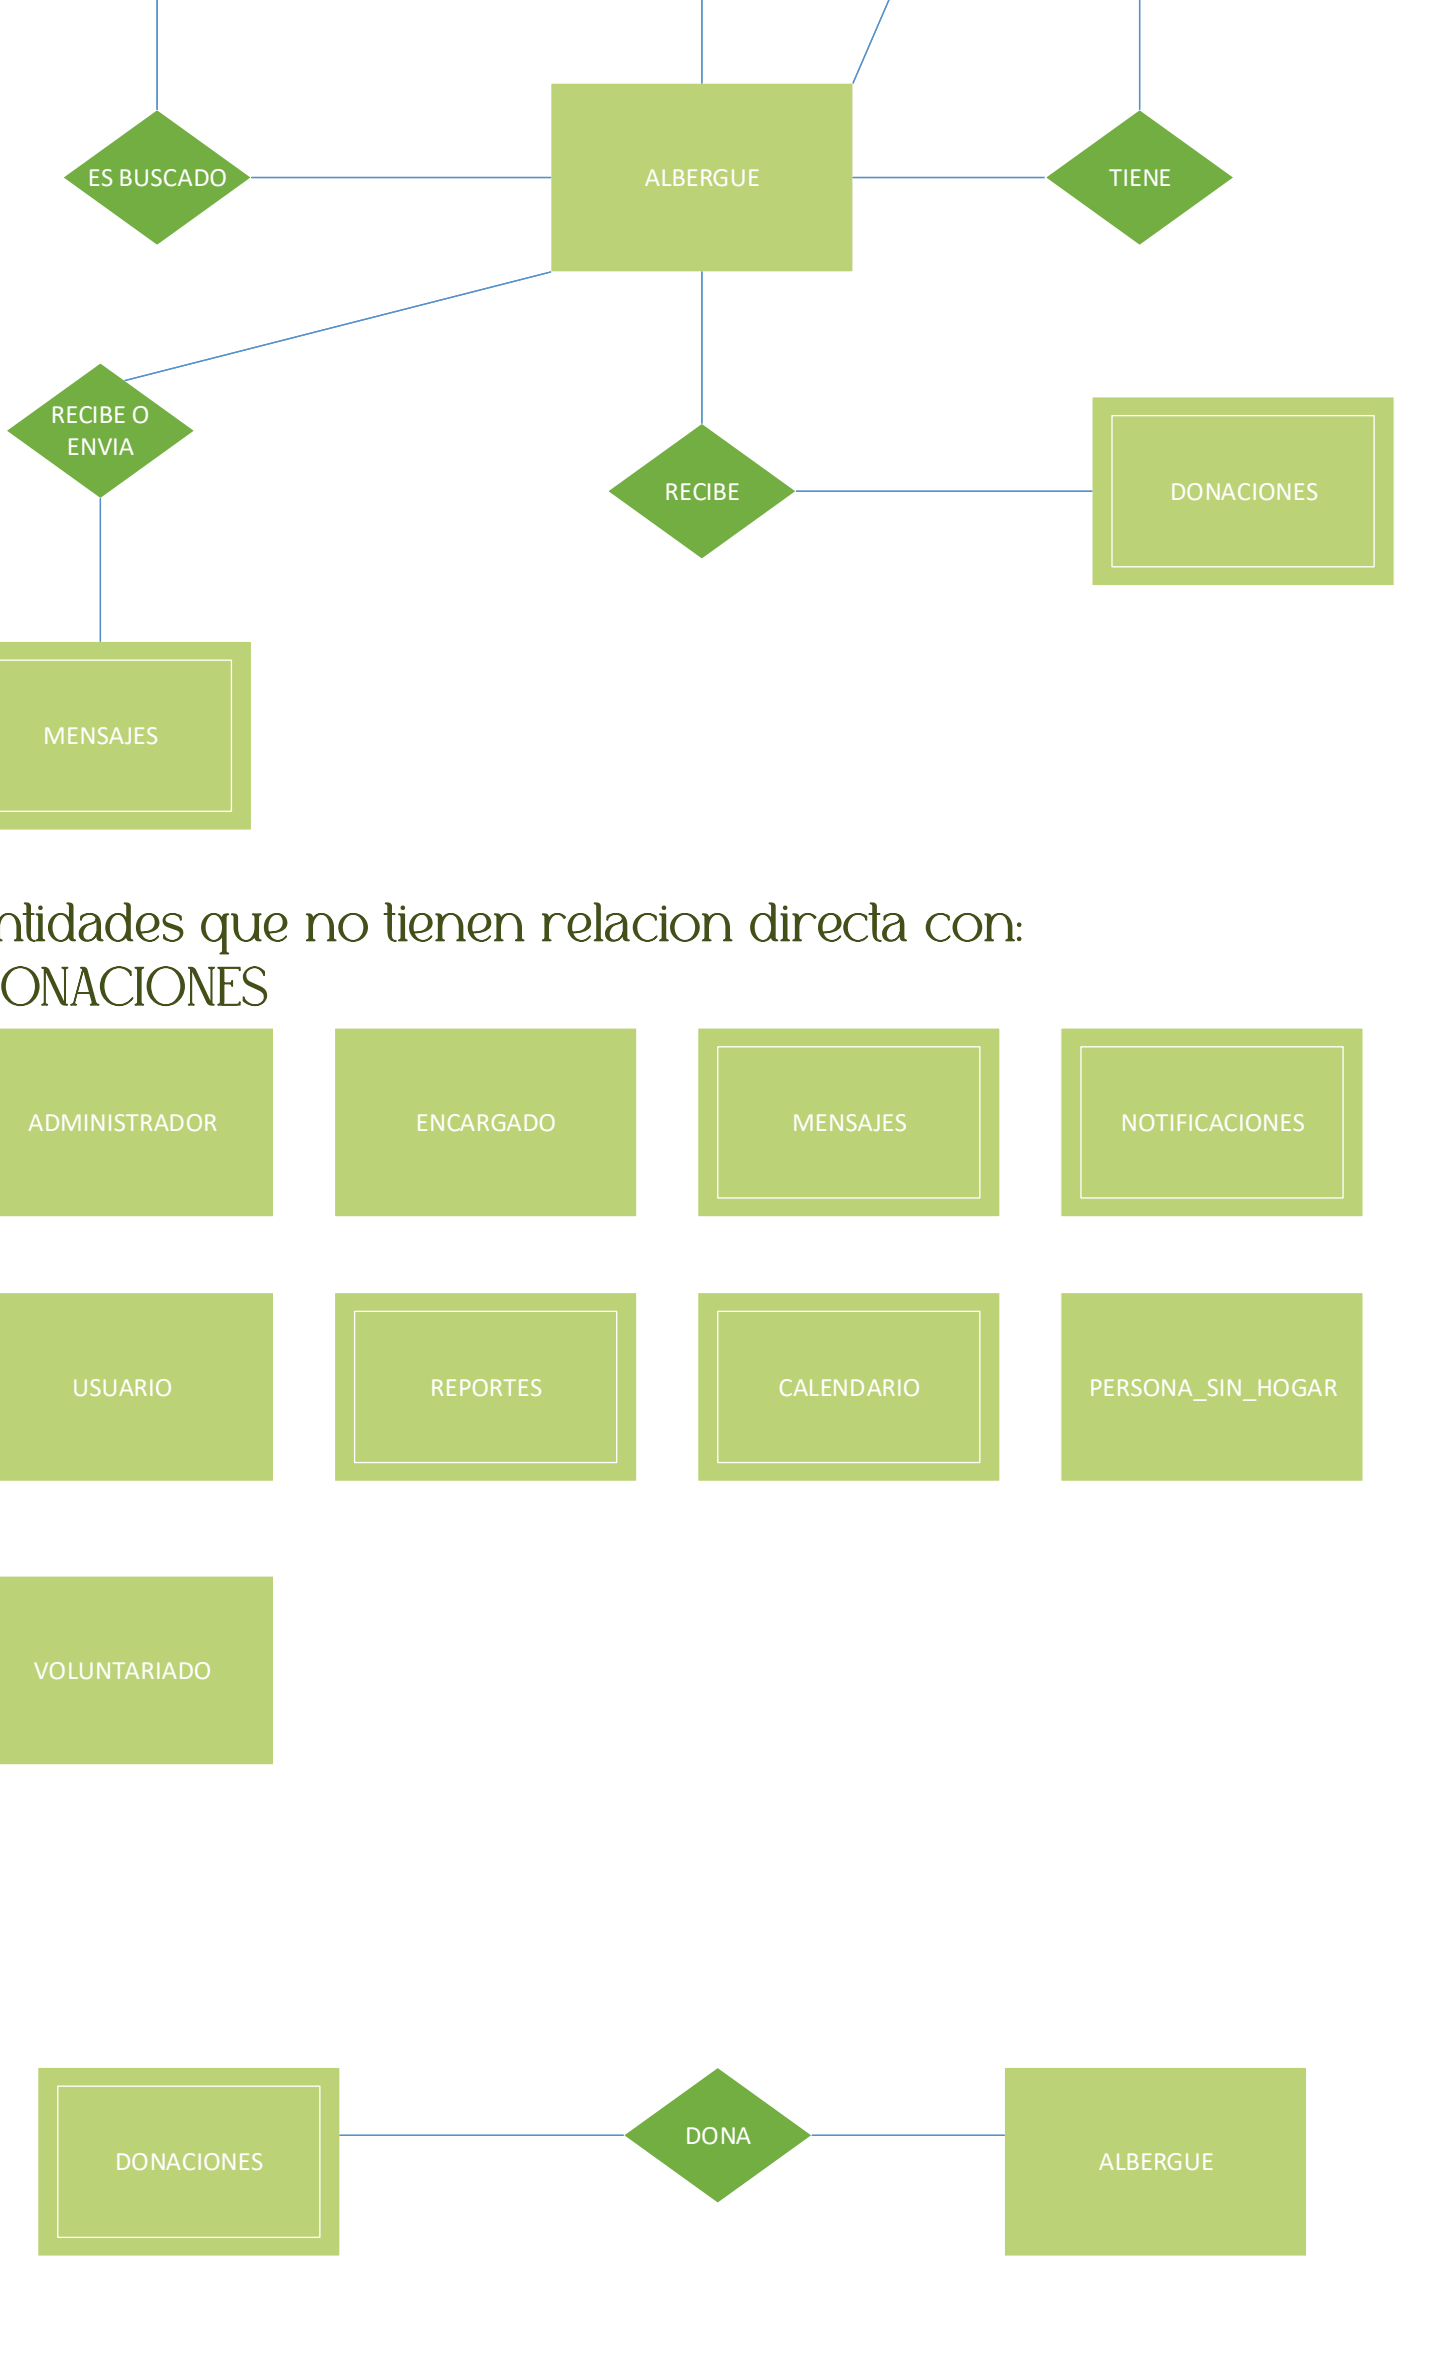 ES BUSCADO
ALBERGUE
TIENE
RECIBE O
ENVIA
RECIBE
DONACIONES
MENSAJES
ntidades que no tienen relacion directa con:
ONACIONES
ADMINISTRADOR
ENCARGADO
MENSAJES
NOTIFICACIONES
USUARIO
REPORTES
CALENDARIO
PERSONA_SIN_HOGAR
VOLUNTARIADO
DONACIONES
DONA
ALBERGUE